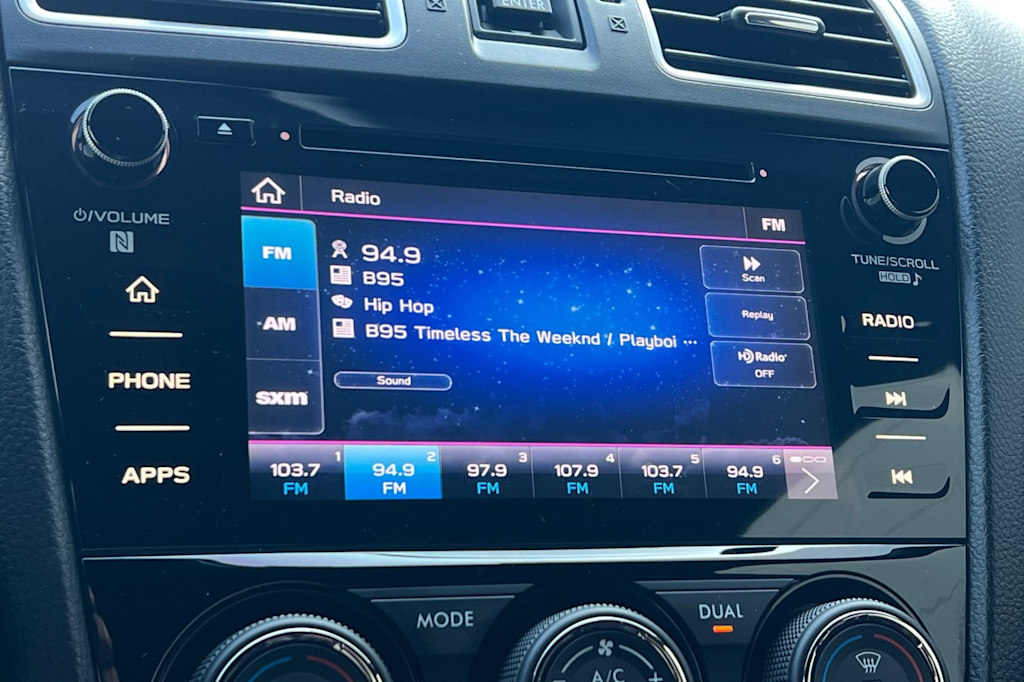 ENTER
VOLUME
Radio
FM
FM
AM
sxm
94.9
B95
Hip Hop
B95 Timeless The Weeknd / Playboi ...
Sound
Scan
Replay
HD Radio
OFF
103.7 1
FM
94.9 2
FM
97.9 3
FM
107.9 4
FM
103.7 5
FM
94.9 6
FM
PHONE
APPS
TUNE/SCROLL
HOLD
RADIO
MODE
DUAL
A/C